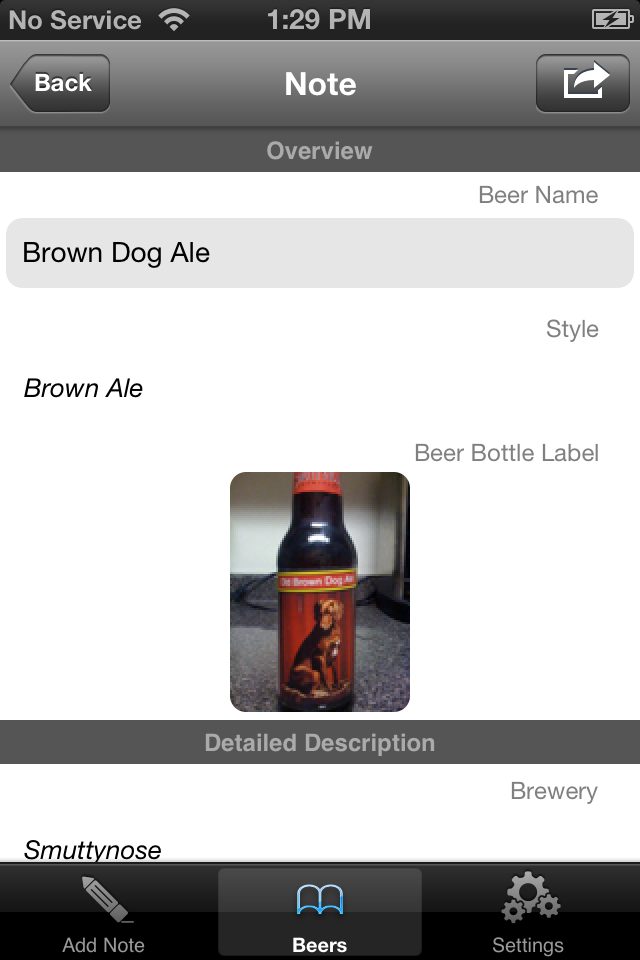 No Service
1:29 PM
Back
Note
Overview
Beer Name
Brown Dog Ale
Style
Brown Ale
Beer Bottle Label
Old Brown Dog Ale
Detailed Description
Brewery
Smuttynose
Add Note
Beers
Settings